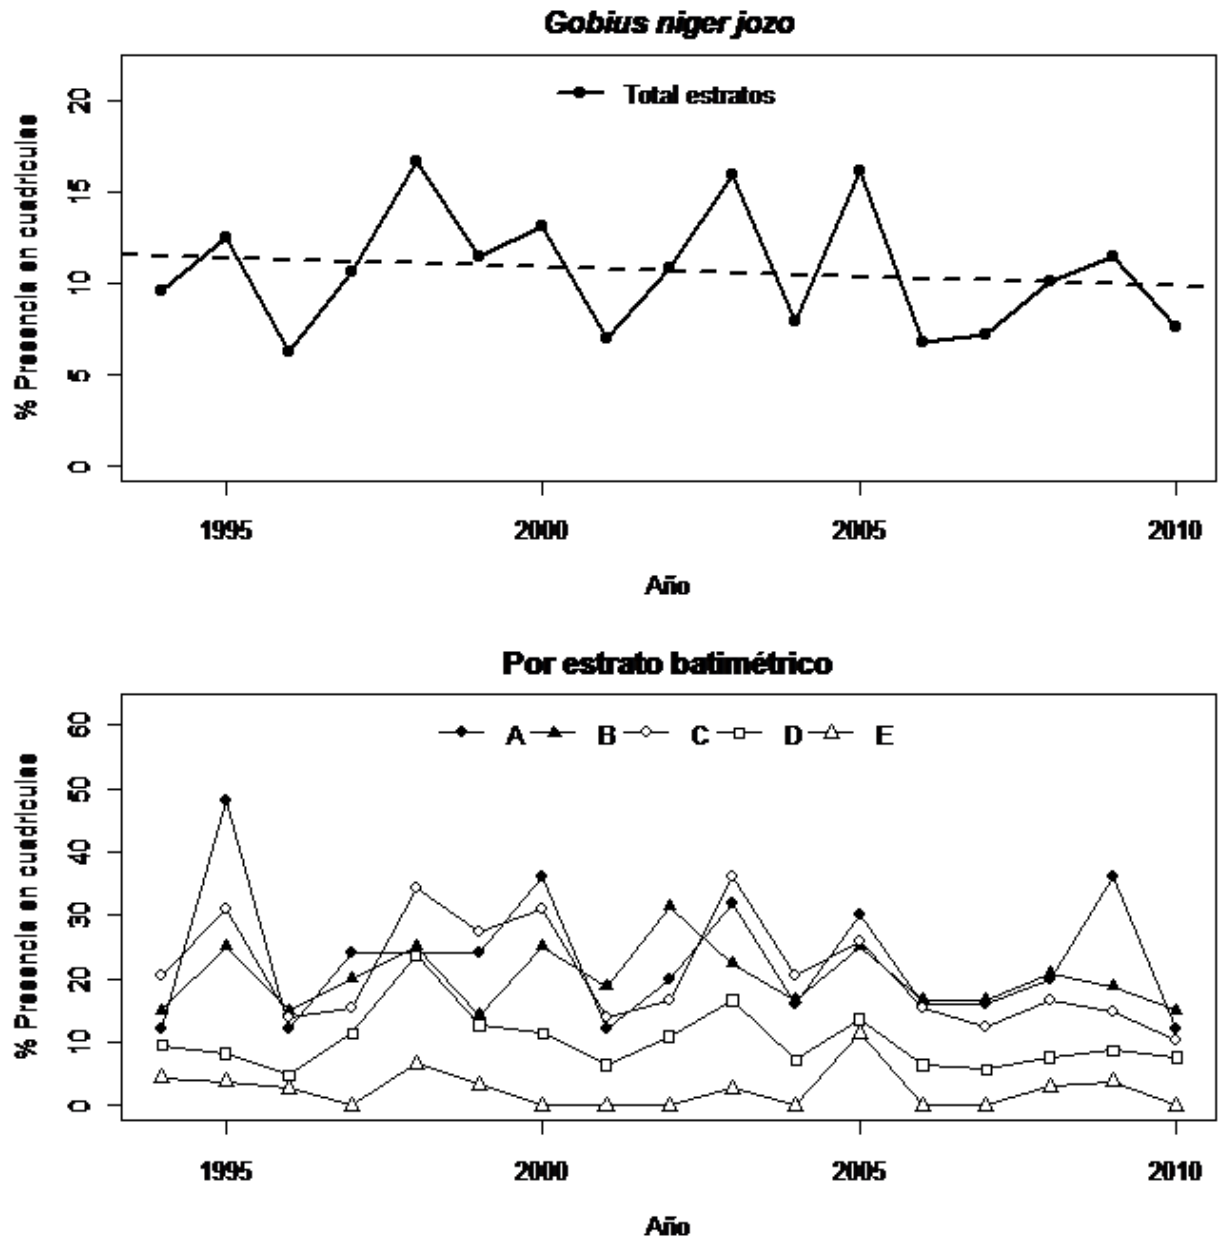 Gobius niger jozo
Total estratos
% Presencia en cuadrículas
20
15
10
5
0
1995 2000 2005 2010
Año
Por estrato batimétrico
A B C D E
% Presencia en cuadrículas
60
50
40
30
20
10
0
1995 2000 2005 2010
Año